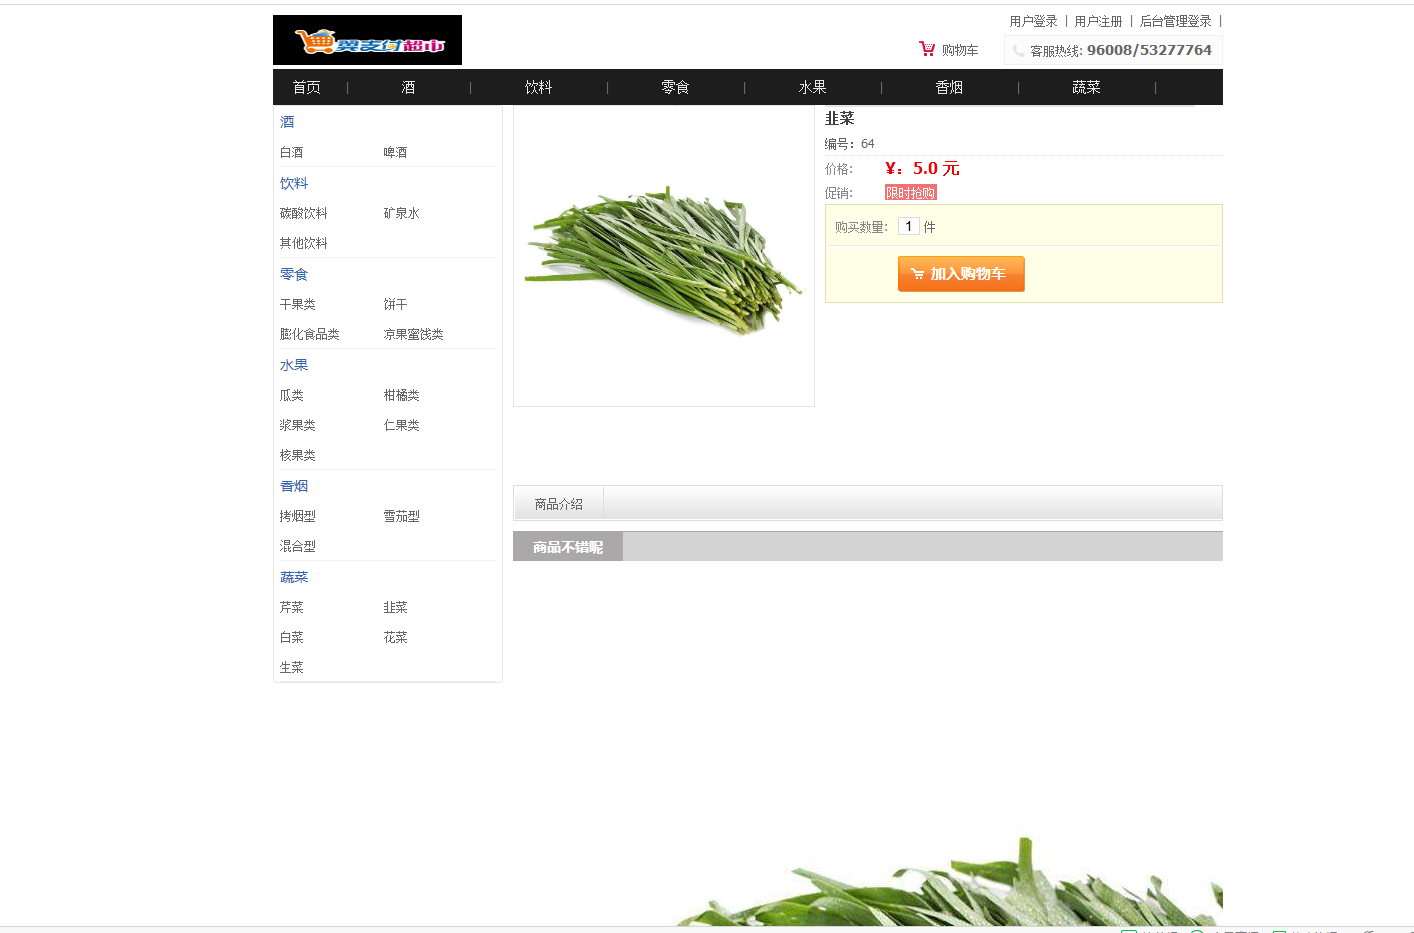 用户登录 | 用户注册 | 后台管理登录 |
翼支付超市
购物车
客服热线: 96008/53277764
首页 | 酒 | 饮料 | 零食 | 水果 | 香烟 | 蔬菜 |
酒
白酒 啤酒
饮料
碳酸饮料 矿泉水
其他饮料
零食
干果类 饼干
膨化食品类 凉果蜜饯类
水果
瓜类 柑橘类
浆果类 仁果类
核果类
香烟
拷烟型 雪茄型
混合型
蔬菜
芹菜 韭菜
白菜 花菜
生菜
韭菜
编号：64
价格：
¥：5.0 元
促销：
限时抢购
购买数量： 1 件
加入购物车
商品介绍
商品不错呢